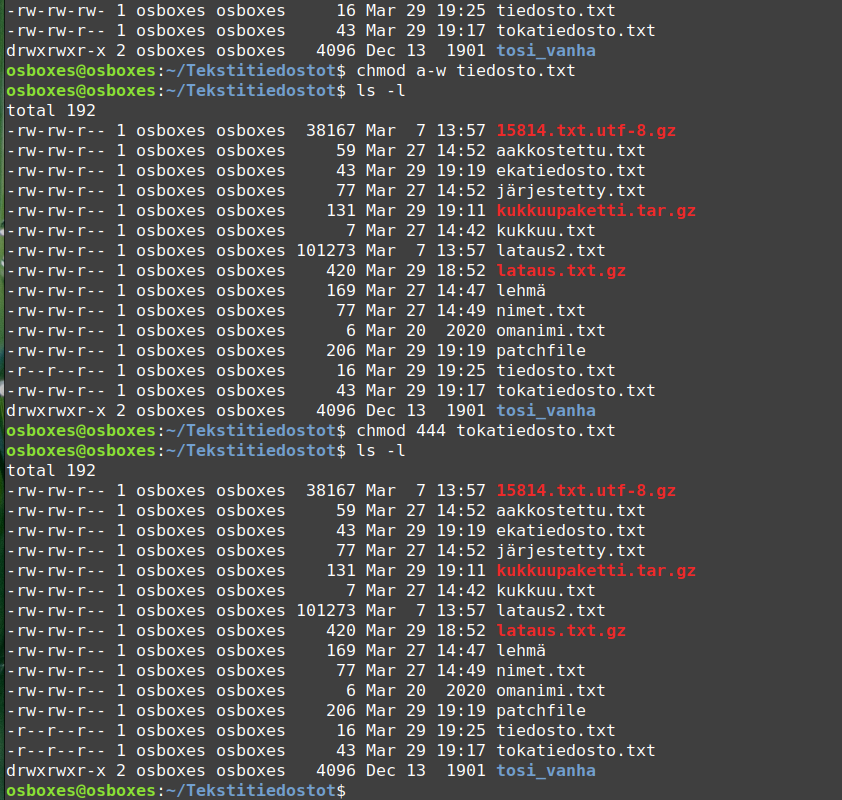 -rw-rw-rw- 1 osboxes osboxes     16 Mar 29 19:25 tiedosto.txt
-rw-rw-r-- 1 osboxes osboxes     43 Mar 29 19:17 tokatiedosto.txt
drwxrwxr-x 2 osboxes osboxes   4096 Dec 13  1901 tosi_vanha
osboxes@osboxes:~/Tekstitiedostot$ chmod a-w tiedosto.txt
osboxes@osboxes:~/Tekstitiedostot$ ls -l
total 192
-rw-rw-r-- 1 osboxes osboxes  38167 Mar  7 13:57 15814.txt.utf-8.gz
-rw-rw-r-- 1 osboxes osboxes     59 Mar 27 14:52 aakkostettu.txt
-rw-rw-r-- 1 osboxes osboxes     43 Mar 29 19:19 ekatiedosto.txt
-rw-rw-r-- 1 osboxes osboxes     77 Mar 27 14:52 järjestetty.txt
-rw-rw-r-- 1 osboxes osboxes    131 Mar 29 19:11 kukkuupaketti.tar.gz
-rw-rw-r-- 1 osboxes osboxes      7 Mar 27 14:42 kukkuu.txt
-rw-rw-r-- 1 osboxes osboxes 101273 Mar  7 13:57 lataus2.txt
-rw-rw-r-- 1 osboxes osboxes    420 Mar 29 18:52 lataus.txt.gz
-rw-rw-r-- 1 osboxes osboxes    169 Mar 27 14:47 lehmä
-rw-rw-r-- 1 osboxes osboxes     77 Mar 27 14:49 nimet.txt
-rw-rw-r-- 1 osboxes osboxes      6 Mar 20  2020 omanimi.txt
-rw-rw-r-- 1 osboxes osboxes    206 Mar 29 19:19 patchfile
-r--r--r-- 1 osboxes osboxes     16 Mar 29 19:25 tiedosto.txt
-rw-rw-r-- 1 osboxes osboxes     43 Mar 29 19:17 tokatiedosto.txt
drwxrwxr-x 2 osboxes osboxes   4096 Dec 13  1901 tosi_vanha
osboxes@osboxes:~/Tekstitiedostot$ chmod 444 tokatiedosto.txt
osboxes@osboxes:~/Tekstitiedostot$ ls -l
total 192
-rw-rw-r-- 1 osboxes osboxes  38167 Mar  7 13:57 15814.txt.utf-8.gz
-rw-rw-r-- 1 osboxes osboxes     59 Mar 27 14:52 aakkostettu.txt
-rw-rw-r-- 1 osboxes osboxes     43 Mar 29 19:19 ekatiedosto.txt
-rw-rw-r-- 1 osboxes osboxes     77 Mar 27 14:52 järjestetty.txt
-rw-rw-r-- 1 osboxes osboxes    131 Mar 29 19:11 kukkuupaketti.tar.gz
-rw-rw-r-- 1 osboxes osboxes      7 Mar 27 14:42 kukkuu.txt
-rw-rw-r-- 1 osboxes osboxes 101273 Mar  7 13:57 lataus2.txt
-rw-rw-r-- 1 osboxes osboxes    420 Mar 29 18:52 lataus.txt.gz
-rw-rw-r-- 1 osboxes osboxes    169 Mar 27 14:47 lehmä
-rw-rw-r-- 1 osboxes osboxes     77 Mar 27 14:49 nimet.txt
-rw-rw-r-- 1 osboxes osboxes      6 Mar 20  2020 omanimi.txt
-rw-rw-r-- 1 osboxes osboxes    206 Mar 29 19:19 patchfile
-r--r--r-- 1 osboxes osboxes     16 Mar 29 19:25 tiedosto.txt
-r--r--r-- 1 osboxes osboxes     43 Mar 29 19:17 tokatiedosto.txt
drwxrwxr-x 2 osboxes osboxes   4096 Dec 13  1901 tosi_vanha
osboxes@osboxes:~/Tekstitiedostot$